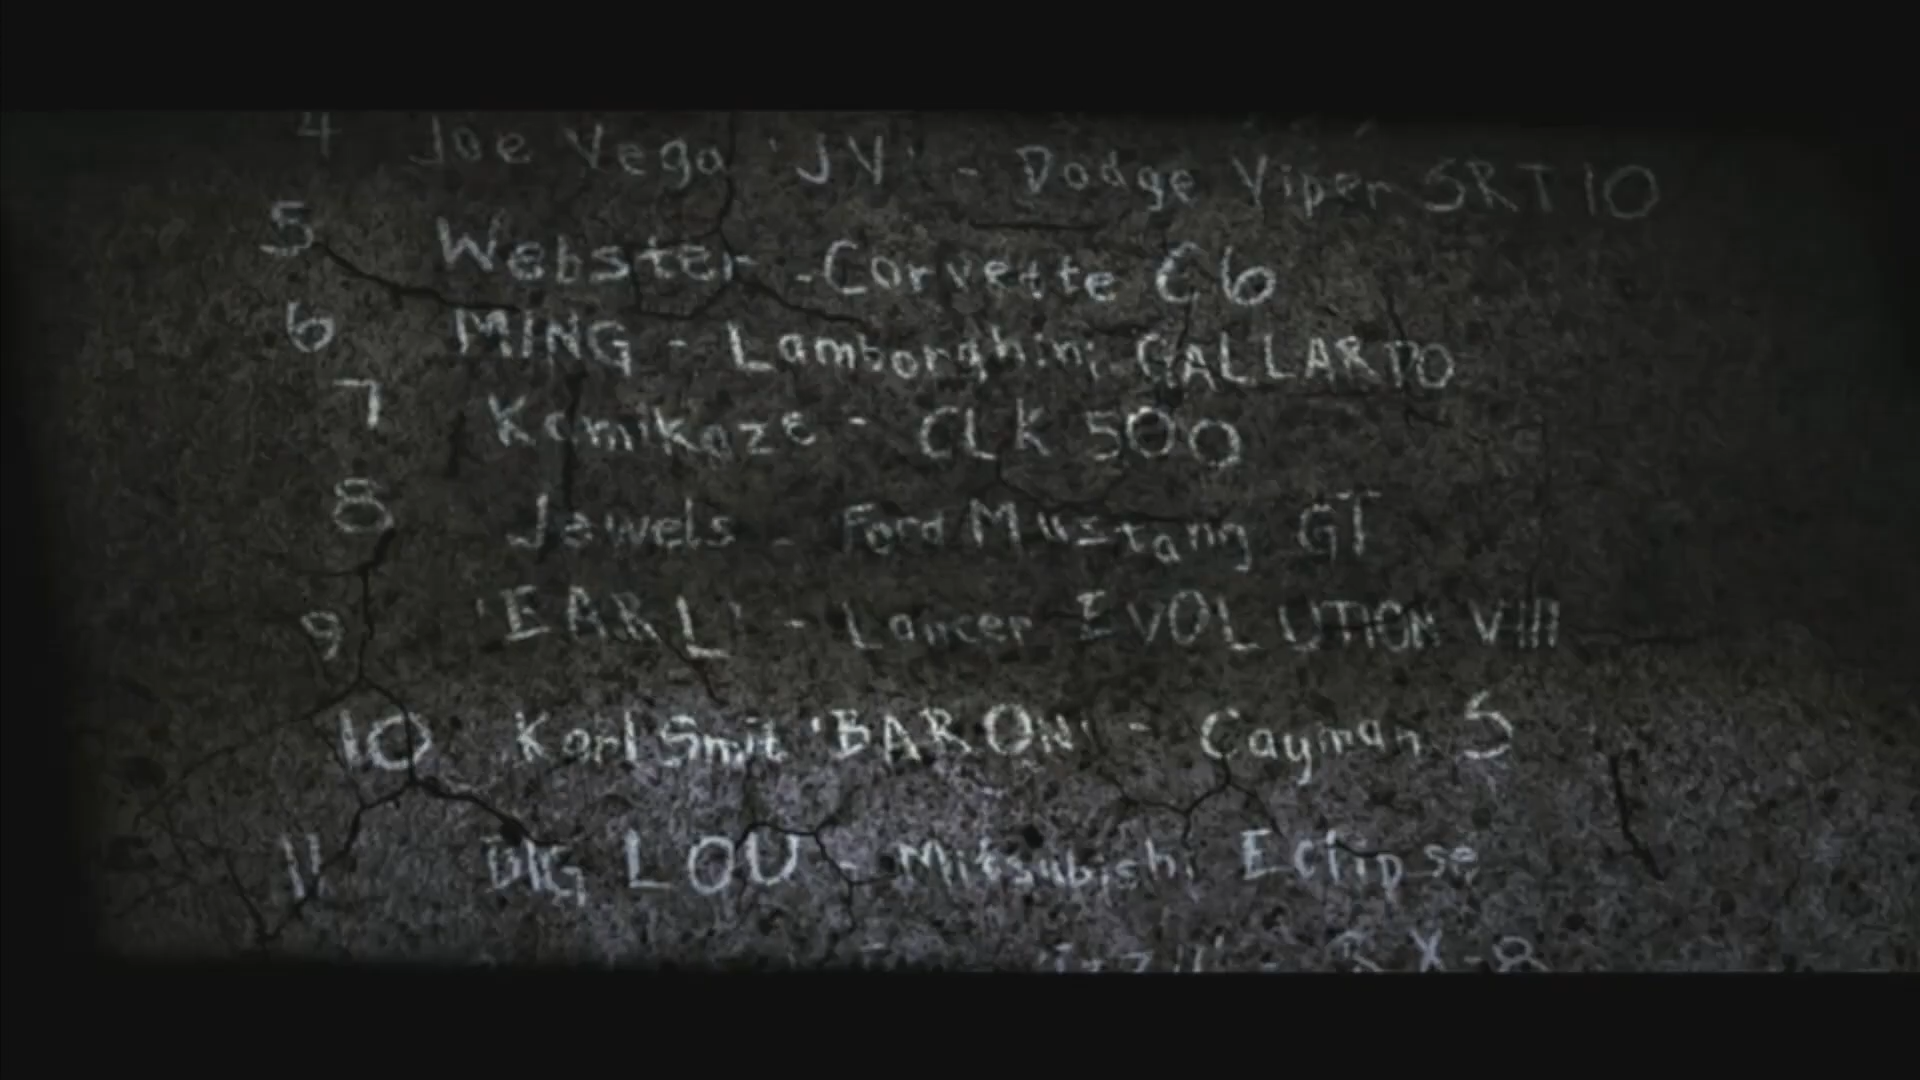 4 Joe Vega 'JV' - Dodge Viper SRT10
5 Webster - Corvette C6
6 MING - Lamborghini GALLARDO
7 Kamikaze - CLK 500
8 Jewels - Ford Mustang GT
9 'EARL' - Lancer EVOLUTION VIII
10 Karl Smit 'BARON' - Cayman S
11 BIG LOU - Mitsubishi Eclipse
X-8